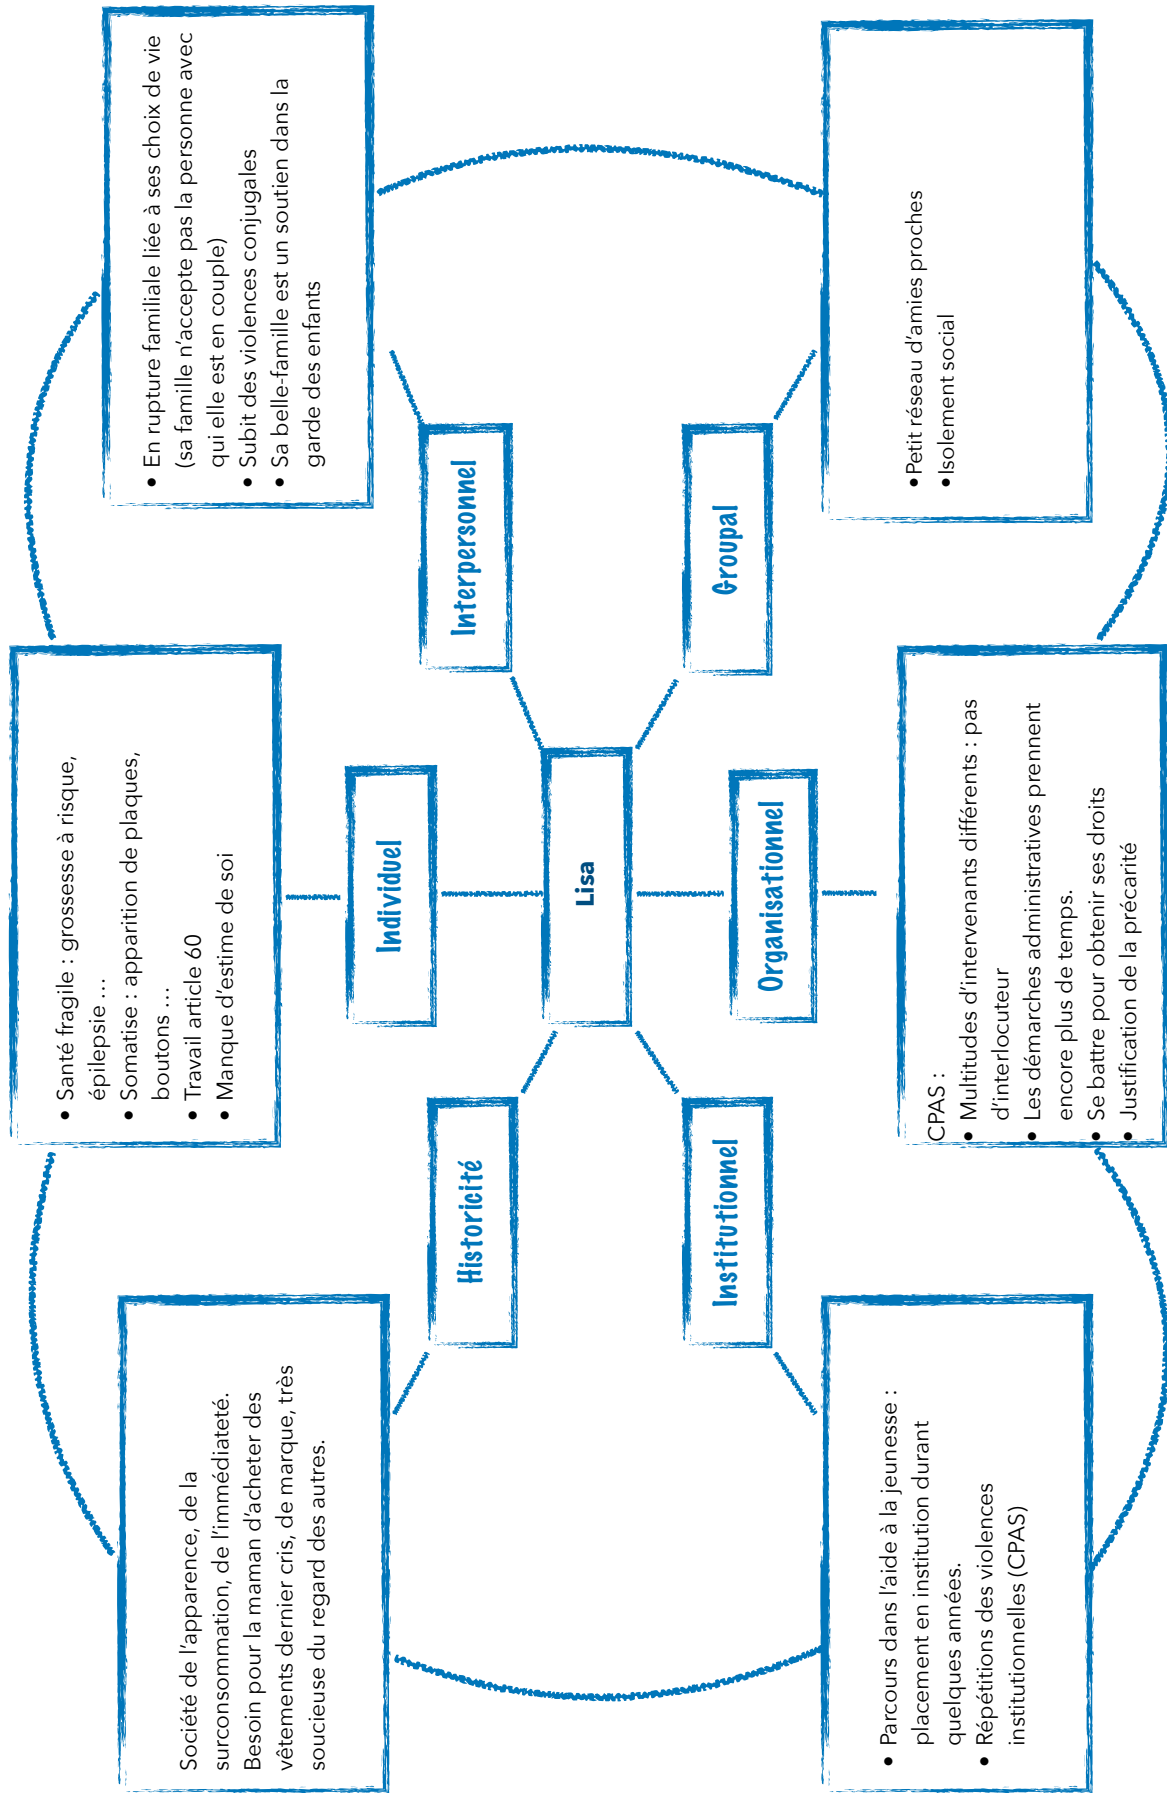 Société de l'apparence, de la
surconsommation, de l'immédiateté.
Besoin pour la maman d'acheter des
vêtements dernier cris, de marque, très
soucieuse du regard des autres.
• Santé fragile : grossesse à risque,
épilepsie ...
• Somatise : apparition de plaques,
boutons ...
• Travail article 60
• Manque d'estime de soi
• En rupture familiale liée à ses choix de vie
(sa famille n'accepte pas la personne avec
qui elle est en couple)
• Subit des violences conjugales
• Sa belle-famille est un soutien dans la
garde des enfants
Historicité
Individuel
Interpersonnel
Lisa
Institutionnel
Organisationnel
Groupal
• Parcours dans l'aide à la jeunesse :
placement en institution durant
quelques années.
• Répétitions des violences
institutionnelles (CPAS)
CPAS :
• Multitudes d'intervenants différents : pas
d'interlocuteur
• Les démarches administratives prennent
encore plus de temps.
• Se battre pour obtenir ses droits
• Justification de la précarité
• Petit réseau d'amies proches
• Isolement social